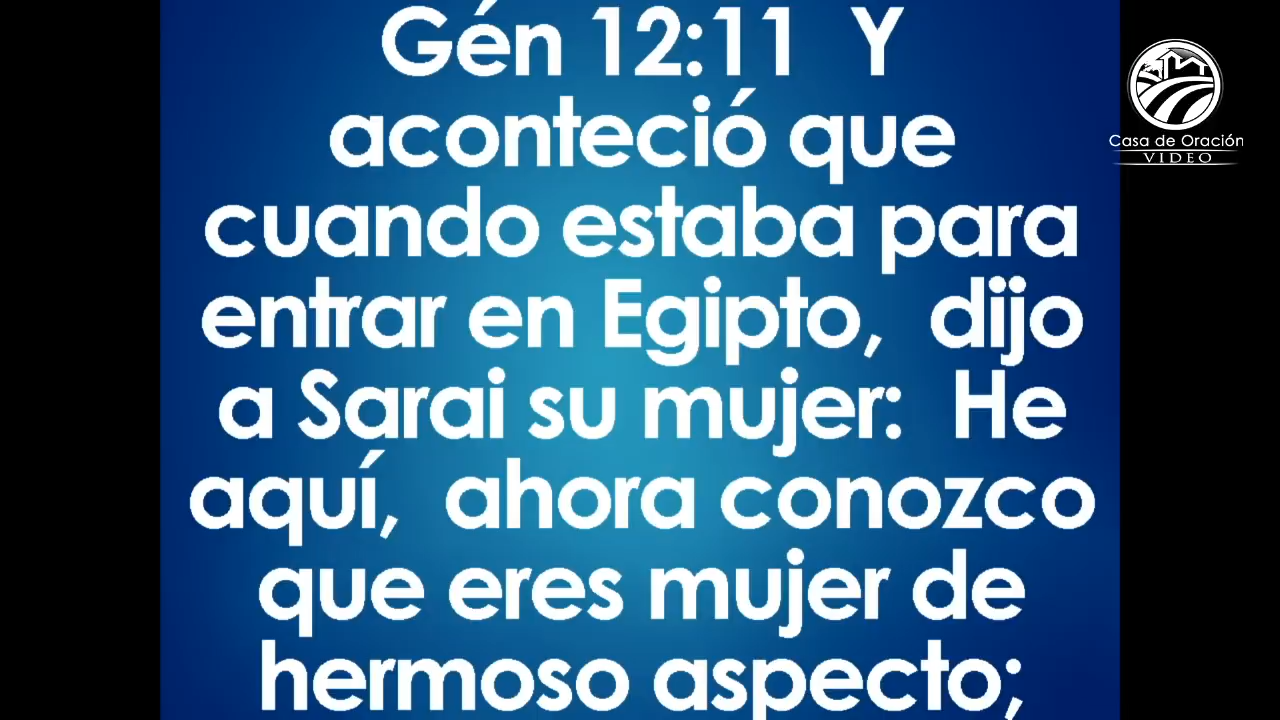 Gén 12:11 Y
aconteció que
cuando estaba para
entrar en Egipto, dijo
a Sarai su mujer: He
aquí, ahora conozco
que eres mujer de
hermoso aspecto;
Casa de Oración
VIDEO